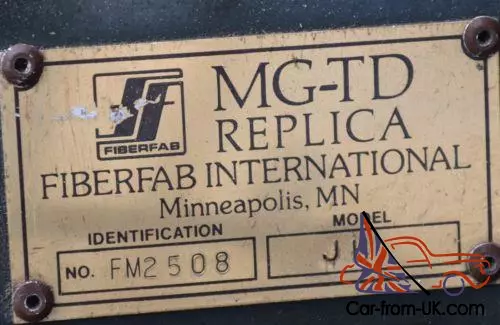 FIBERFAB
MG-TD
REPLICA
FIBERFAB INTERNATIONAL
Minneapolis, MN
IDENTIFICATION
MODEL
NO. FM2508
Car-from-UK.com